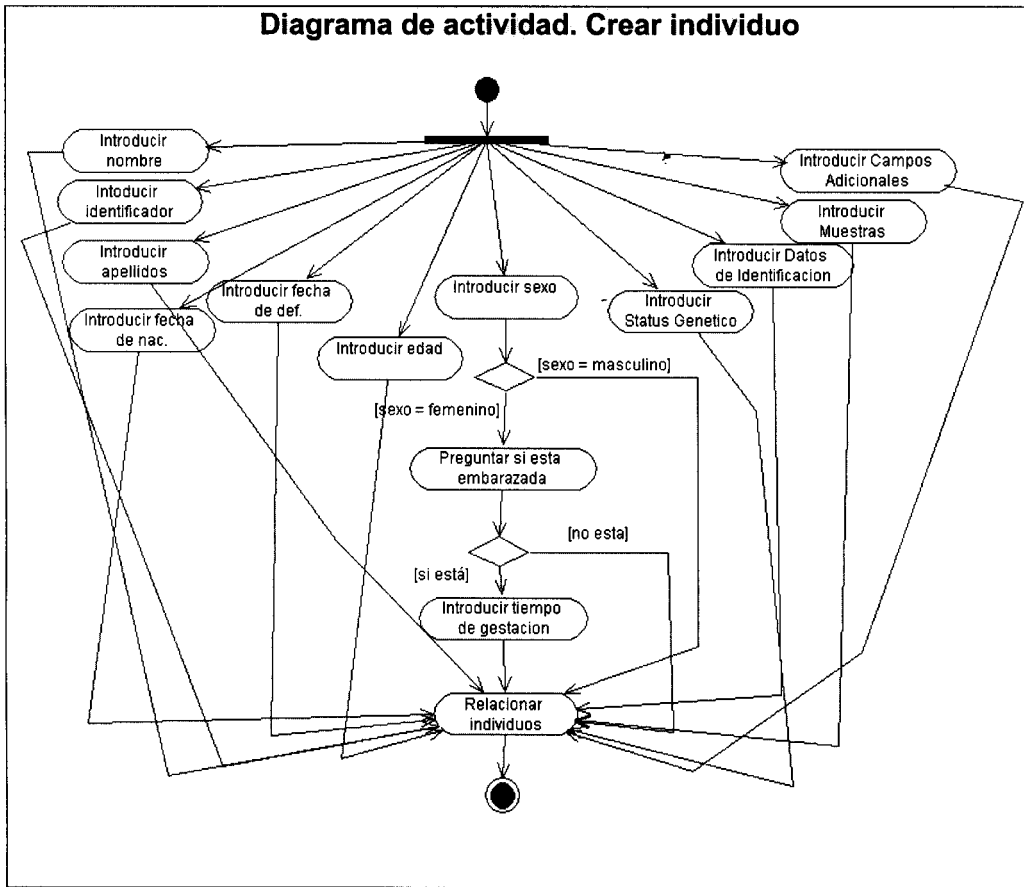 Diagrama de actividad. Crear individuo
Introducir
nombre
Intoducir
identificador
Introducir
apellidos
Introducir fecha
de nac.
Introducir fecha
de def.
Introducir edad
Introducir sexo
Introducir
Status Genetico
Introducir Datos
de Identificacion
Introducir
Muestras
Introducir Campos
Adicionales
[sexo = masculino]
[sexo = femenino]
Preguntar si esta
embarazada
[no esta]
[si está]
Introducir tiempo
de gestacion
Relacionar
individuos